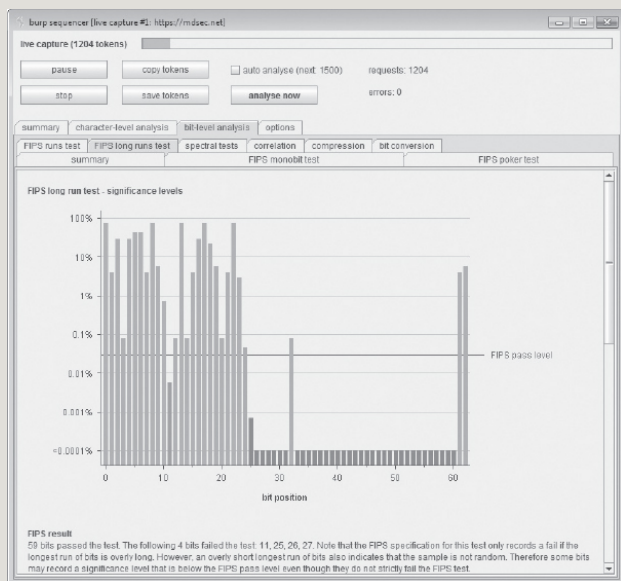 burp sequencer [live capture #1: https://mdsec.net]
live capture (1204 tokens)
pause copy tokens auto analyse (next: 1500) requests: 1204
stop save tokens analyse now errors: 0
summary character-level analysis bit-level analysis options
FIPS runs test FIPS long runs test spectral tests correlation compression bit conversion
summary FIPS monobit test FIPS poker test
FIPS long run test - significance levels
100%
10%
1%
0.1%
FIPS pass level
0.01%
0.001%
<0.0001%
0 10 20 30 40 50 60
bit position
FIPS result
59 bits passed the test. The following 4 bits failed the test: 11, 25, 26, 27. Note that the FIPS specification for this test only records a fail if the
longest run of bits is overly long. However, an overly short longest run of bits also indicates that the sample is not random. Therefore some bits
may record a significance level that is below the FIPS pass level even though they do not strictly fail the FIPS test.